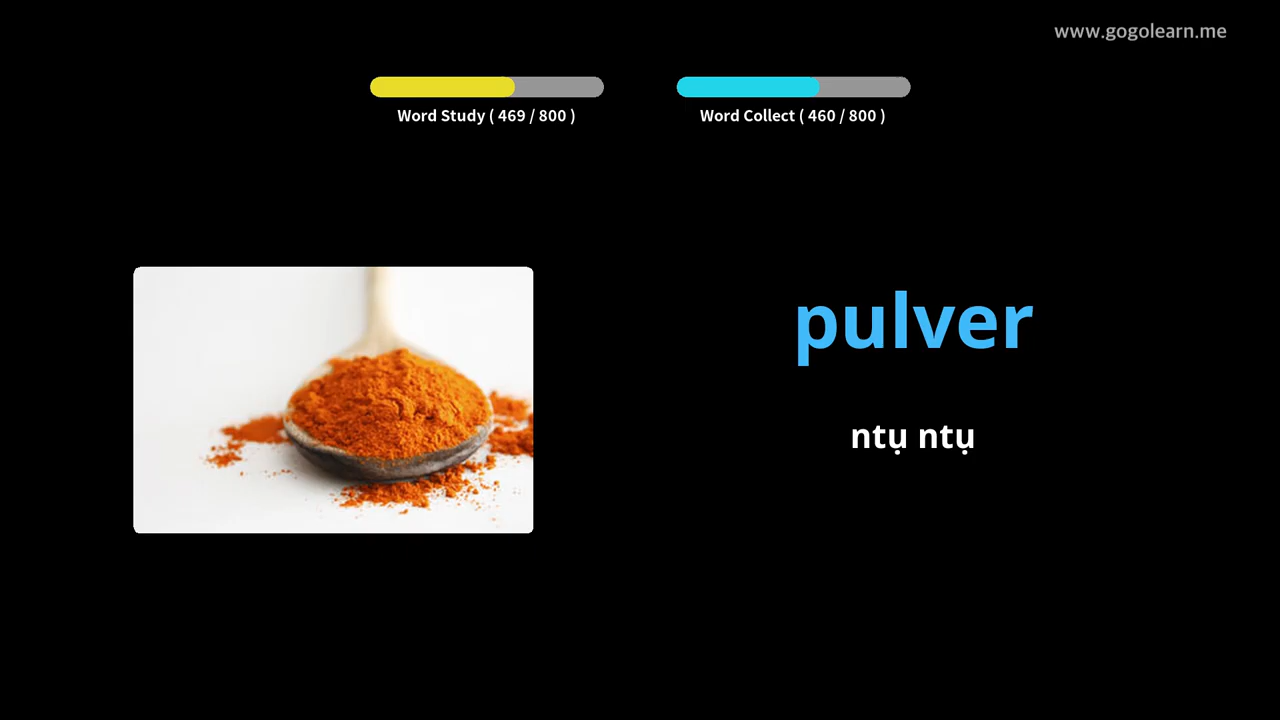 www.gogolearn.me
Word Study ( 469 / 800 )
Word Collect ( 460 / 800 )
pulver
ntụ ntụ